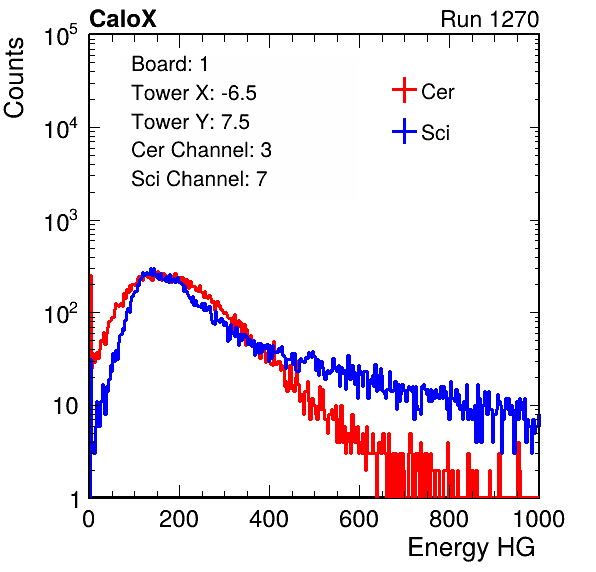 CaloX Run 1270
Counts
10^5
10^4
10^3
10^2
10
1
Board: 1
Tower X: -6.5
Tower Y: 7.5
Cer Channel: 3
Sci Channel: 7
Cer
Sci
0 200 400 600 800 1000
Energy HG